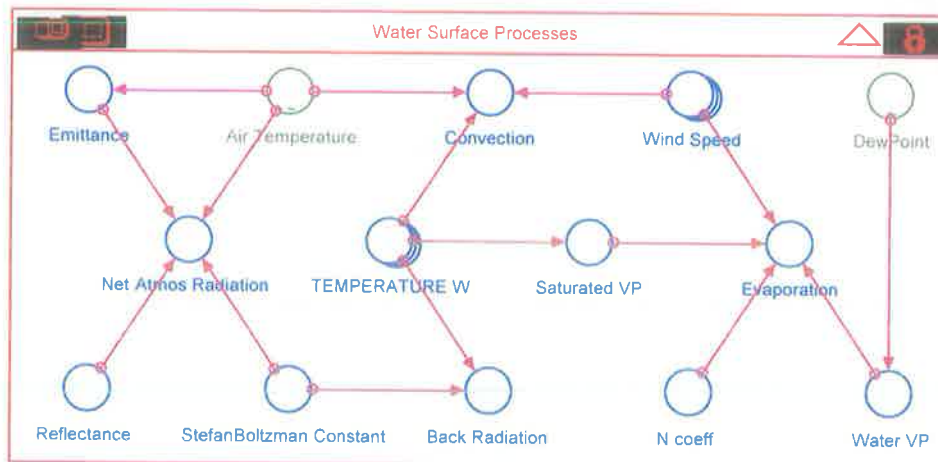 Water Surface Processes
Emittance
Air Temperature
Convection
Wind Speed
DewPoint
Net Atmos Radiation
TEMPERATURE W
Saturated VP
Evaporation
Reflectance
StefanBoltzman Constant
Back Radiation
N coeff
Water VP